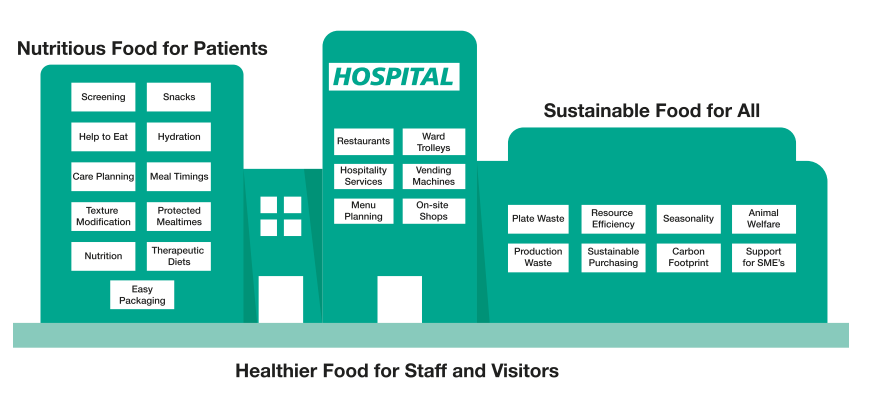 Nutritious Food for Patients
Screening
Snacks
Help to Eat
Hydration
Care Planning
Meal Timings
Texture
Modification
Protected
Mealtimes
Nutrition
Therapeutic
Diets
Easy
Packaging
HOSPITAL
Restaurants
Ward
Trolleys
Hospitality
Services
Vending
Machines
Menu
Planning
On-site
Shops
Sustainable Food for All
Plate Waste
Resource
Efficiency
Seasonality
Animal
Welfare
Production
Waste
Sustainable
Purchasing
Carbon
Footprint
Support
for SME's
Healthier Food for Staff and Visitors